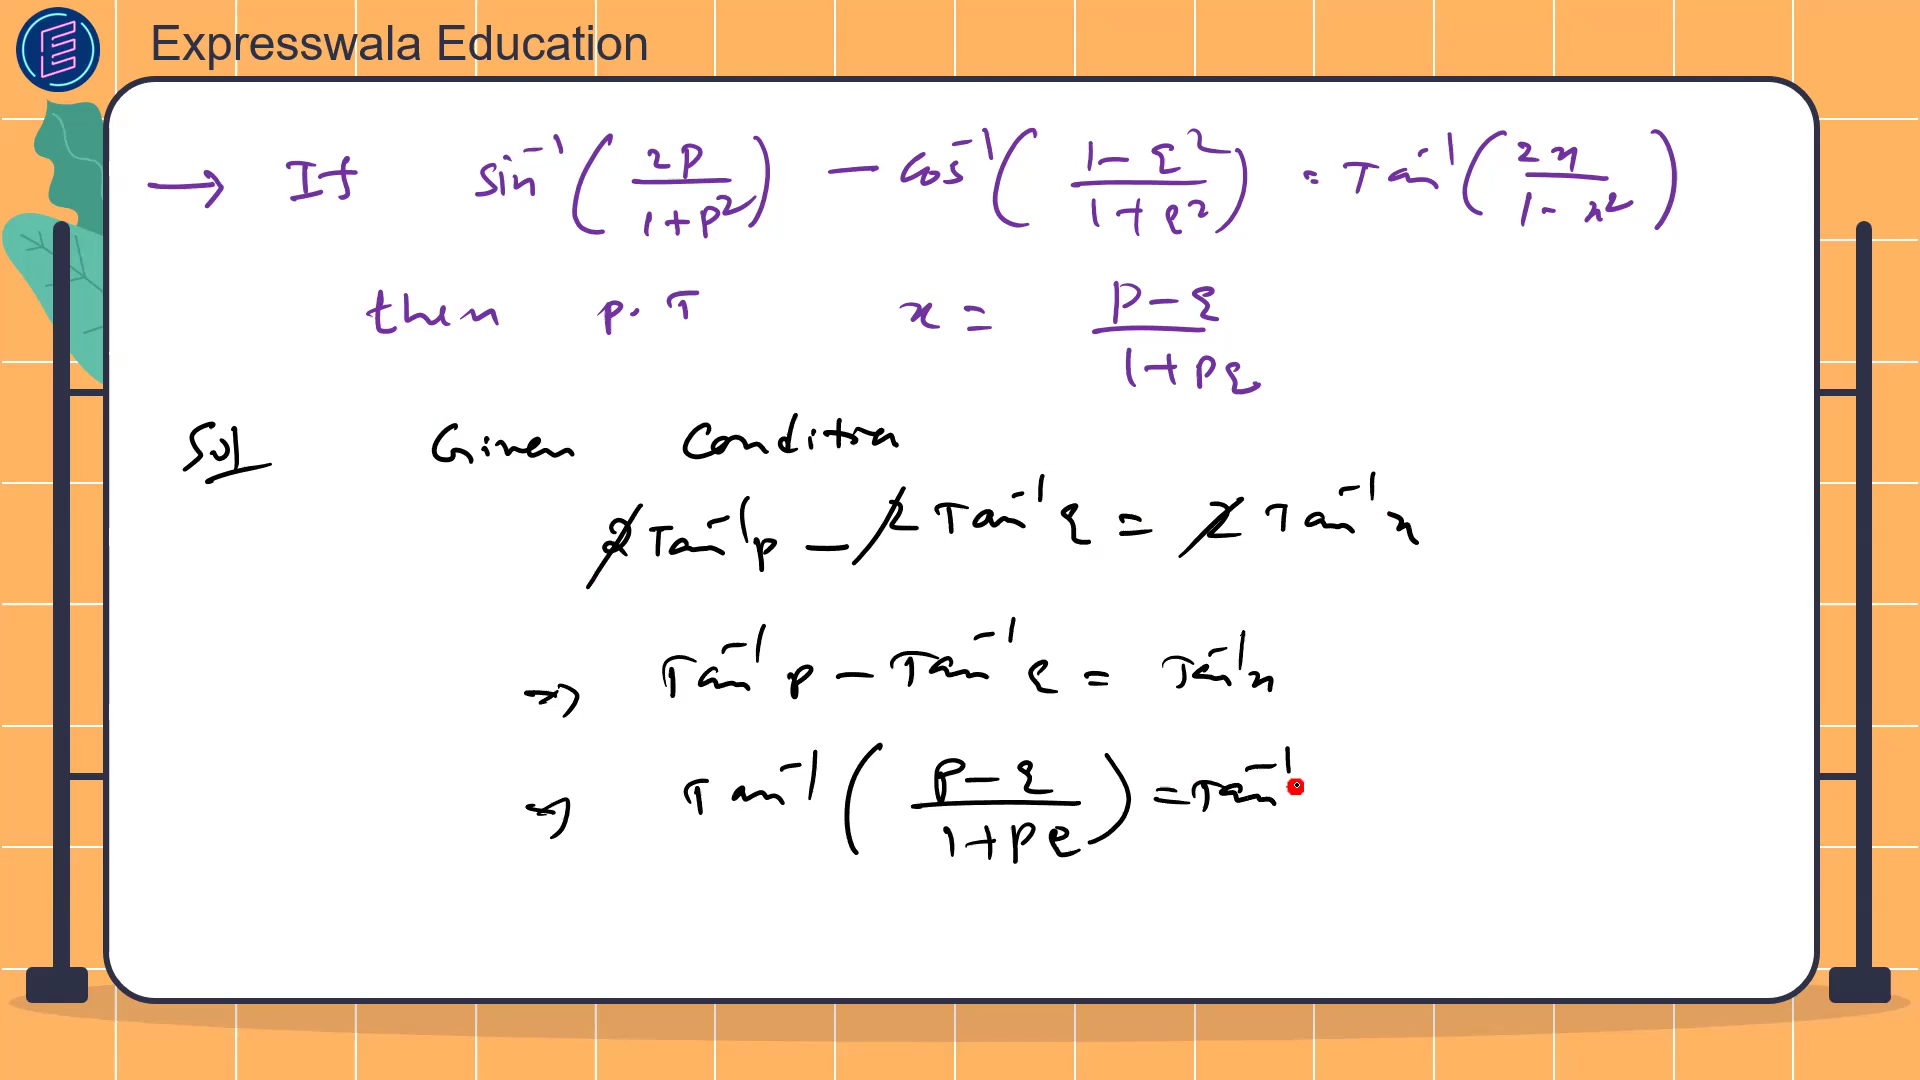 Expresswala Education
→ If sin⁻¹(2p/(1+p²)) − Cos⁻¹((1−q²)/(1+q²)) = Tan⁻¹(2x/(1−x²))
then p.T x = (p−q)/(1+pq)
Sol Given Condition
2Tan⁻¹p − 2Tan⁻¹q = 2Tan⁻¹x
⇒ Tan⁻¹p − Tan⁻¹q = Tan⁻¹x
⇒ Tan⁻¹((p−q)/(1+pq)) = Tan⁻¹